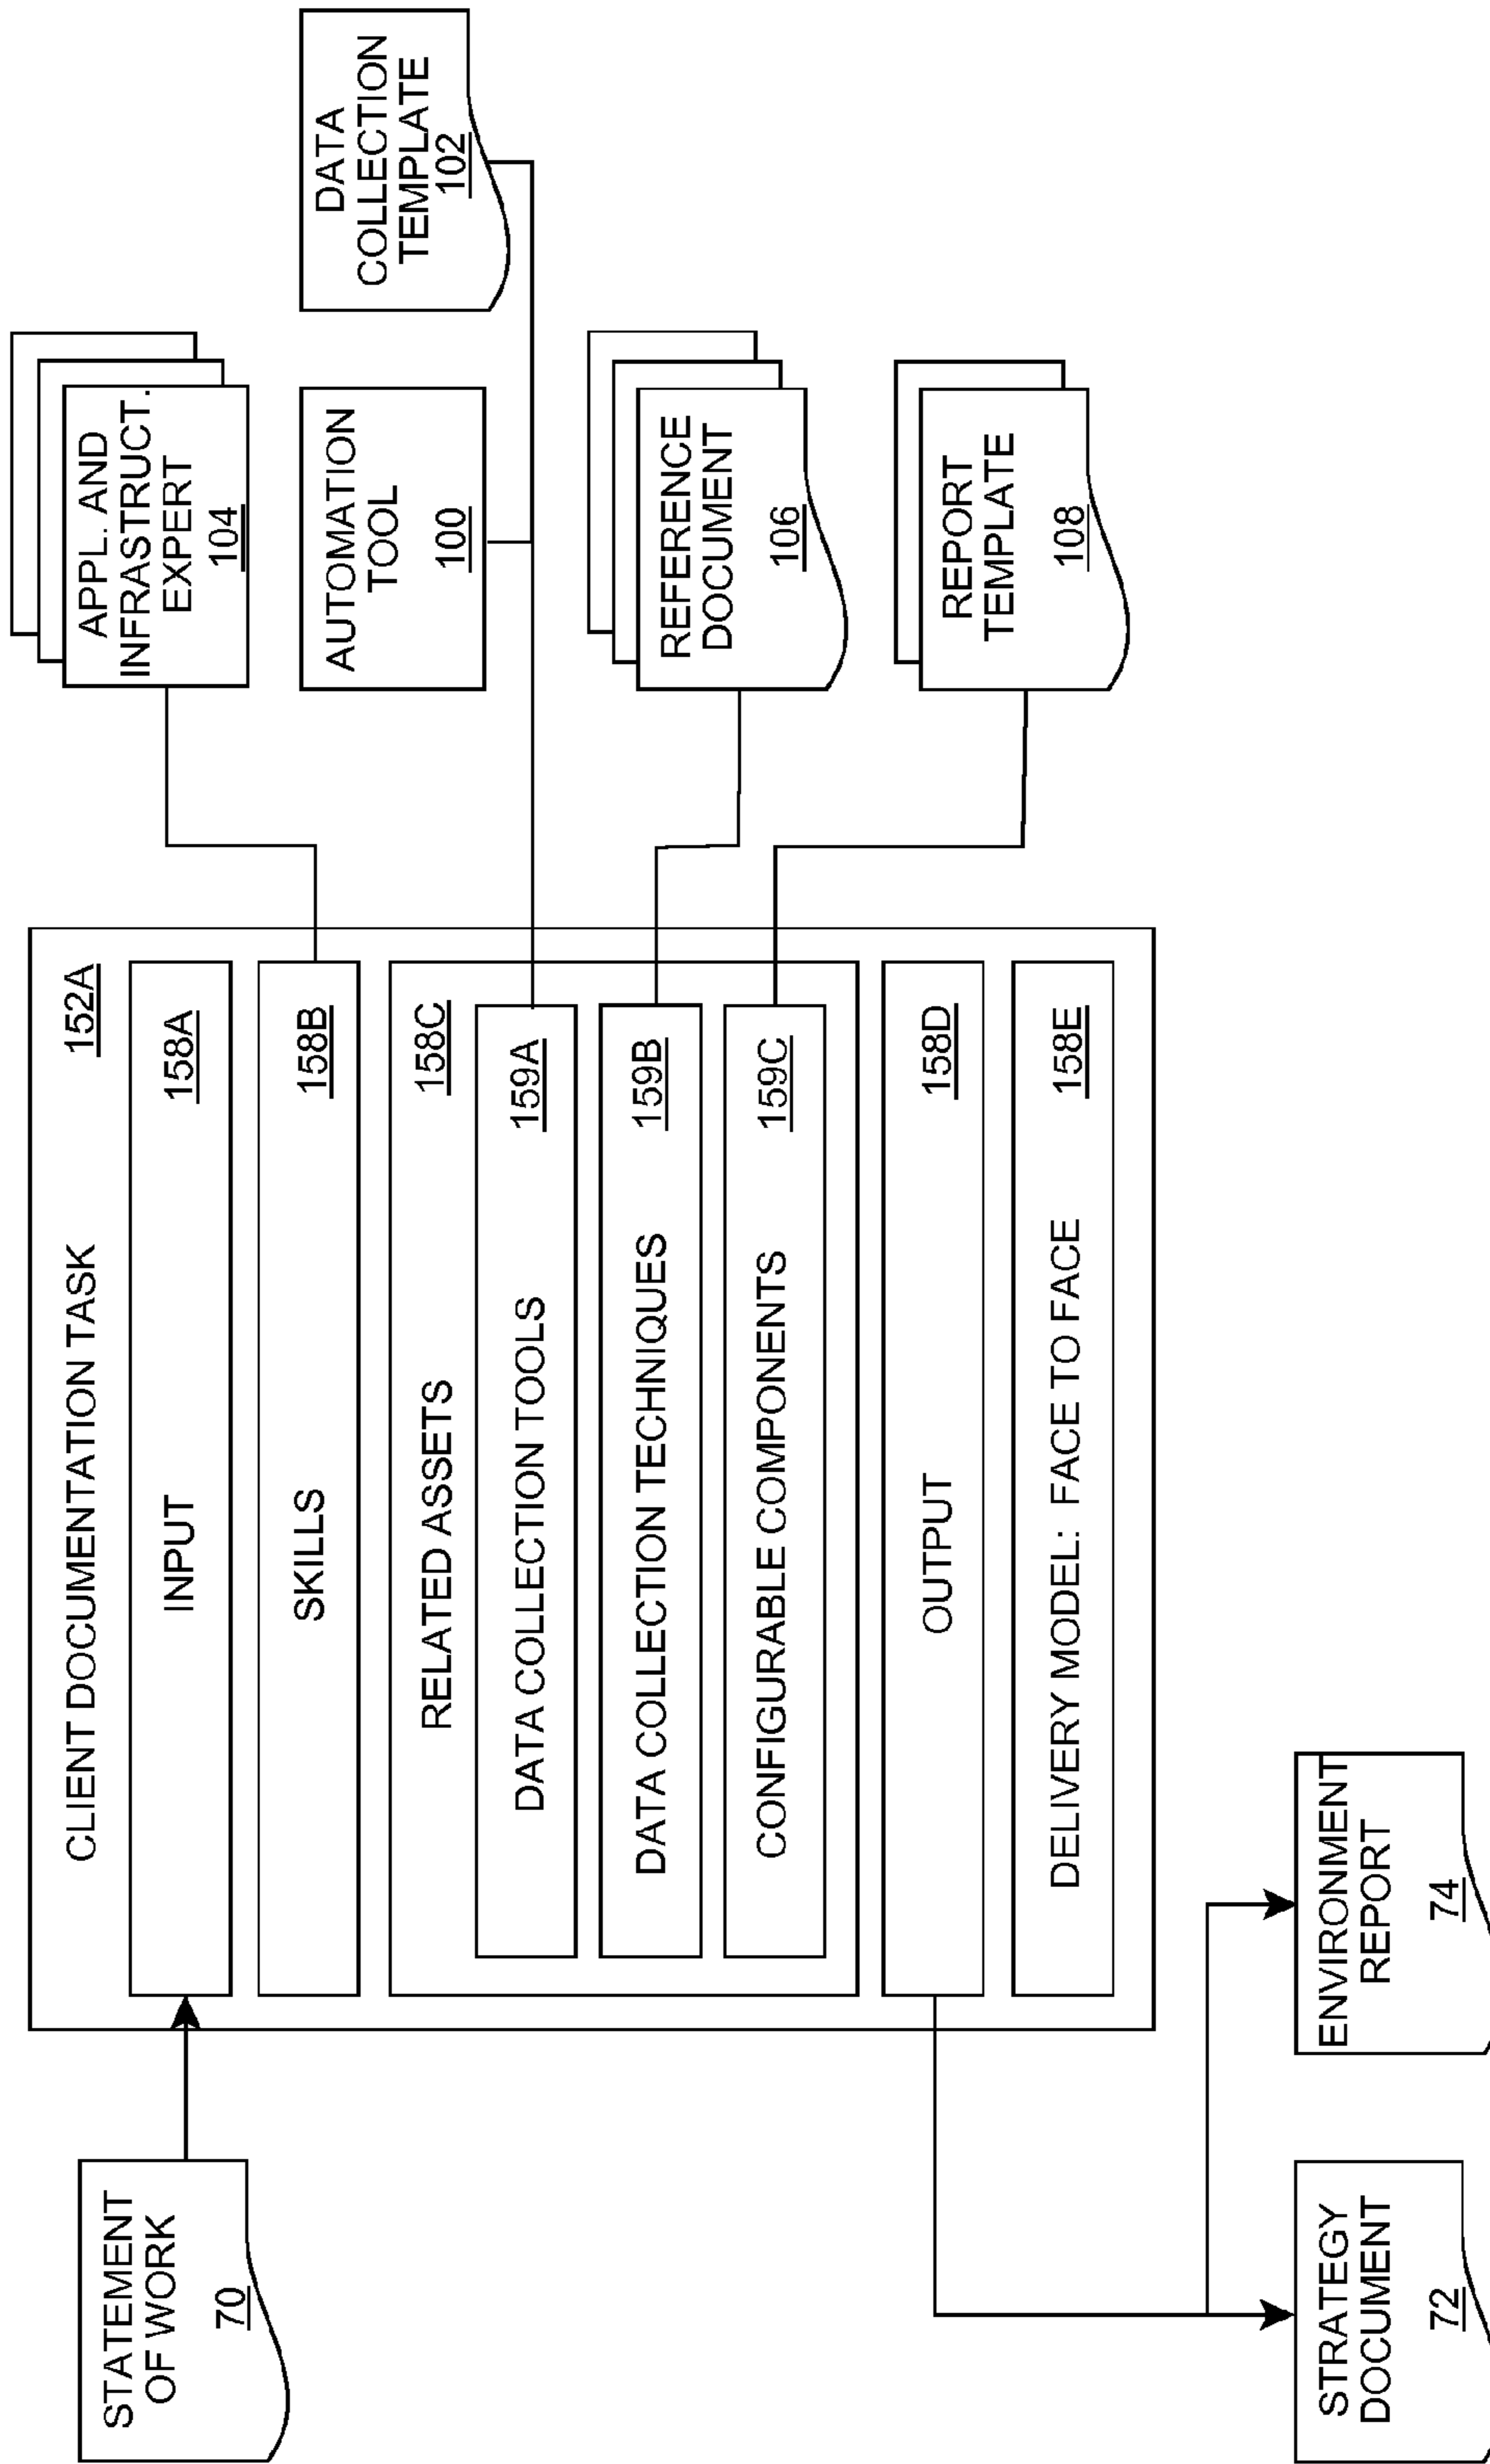 STATEMENT
OF WORK
70
CLIENT DOCUMENTATION TASK
152A
INPUT
158A
SKILLS
158B
RELATED ASSETS
158C
DATA COLLECTION TOOLS
159A
DATA COLLECTION TECHNIQUES
159B
CONFIGURABLE COMPONENTS
159C
OUTPUT
158D
DELIVERY MODEL: FACE TO FACE
158E
APPL. AND
INFRASTRUCT.
EXPERT
104
AUTOMATION
TOOL
100
DATA
COLLECTION
TEMPLATE
102
REFERENCE
DOCUMENT
106
REPORT
TEMPLATE
108
STRATEGY
DOCUMENT
72
ENVIRONMENT
REPORT
74